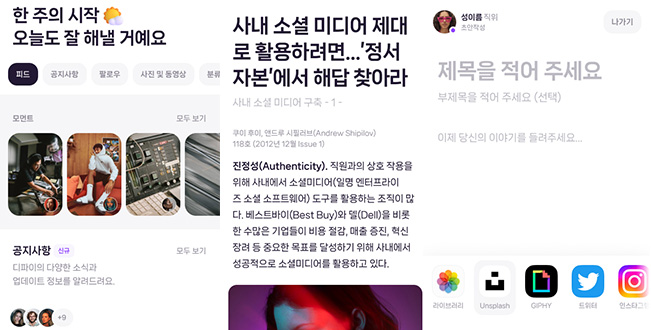 한 주의 시작
오늘도 잘 해낼 거예요
피드
공지사항
팔로우
사진 및 동영상
분류
모먼트
모두 보기
공지사항
신규
모두 보기
디파이의 다양한 소식과
업데이트 정보를 알려드려요.
+9
사내 소셜 미디어 제대
로 활용하려면…'정서
자본'에서 해답 찾아라
사내 소셜 미디어 구축 - 1 -
쿠이 후이, 앤드루 시필러브(Andrew Shipilov)
118호 (2012년 12월 Issue 1)
진정성(Authenticity). 직원과의 상호 작용을
위해 사내에서 소셜미디어(일명 엔터프라이
즈 소셜 소프트웨어) 도구를 활용하는 조직이 많
다. 베스트바이(Best Buy)와 델(Dell)을 비롯
한 수많은 기업들이 비용 절감, 매출 증진, 혁신
장려 등 중요한 목표를 달성하기 위해 사내에서
성공적으로 소셜미디어를 활용하고 있다.
성이름 직위
초안작성
나가기
제목을 적어 주세요
부제목을 적어 주세요 (선택)
이제 당신의 이야기를 들려주세요...
라이브러리
Unsplash
GIPHY
트위터
인스타그램